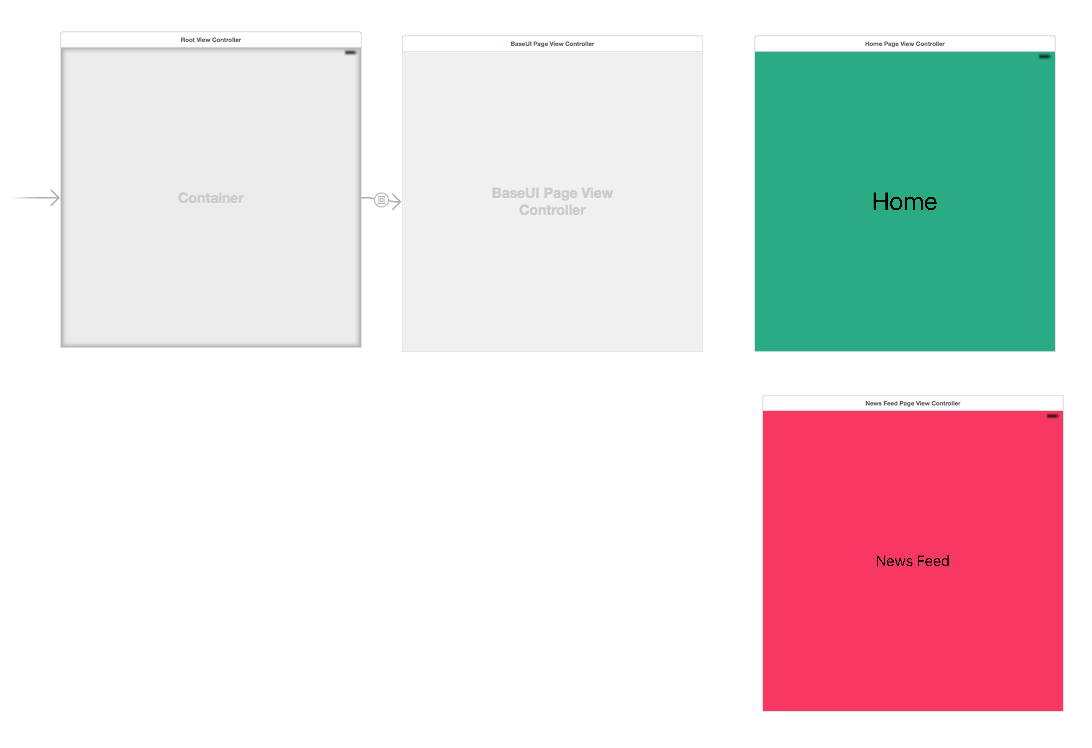 Root View Controller
BaseUI Page View Controller
Home Page View Controller
Container
BaseUI Page View
Controller
Home
News Feed Page View Controller
News Feed